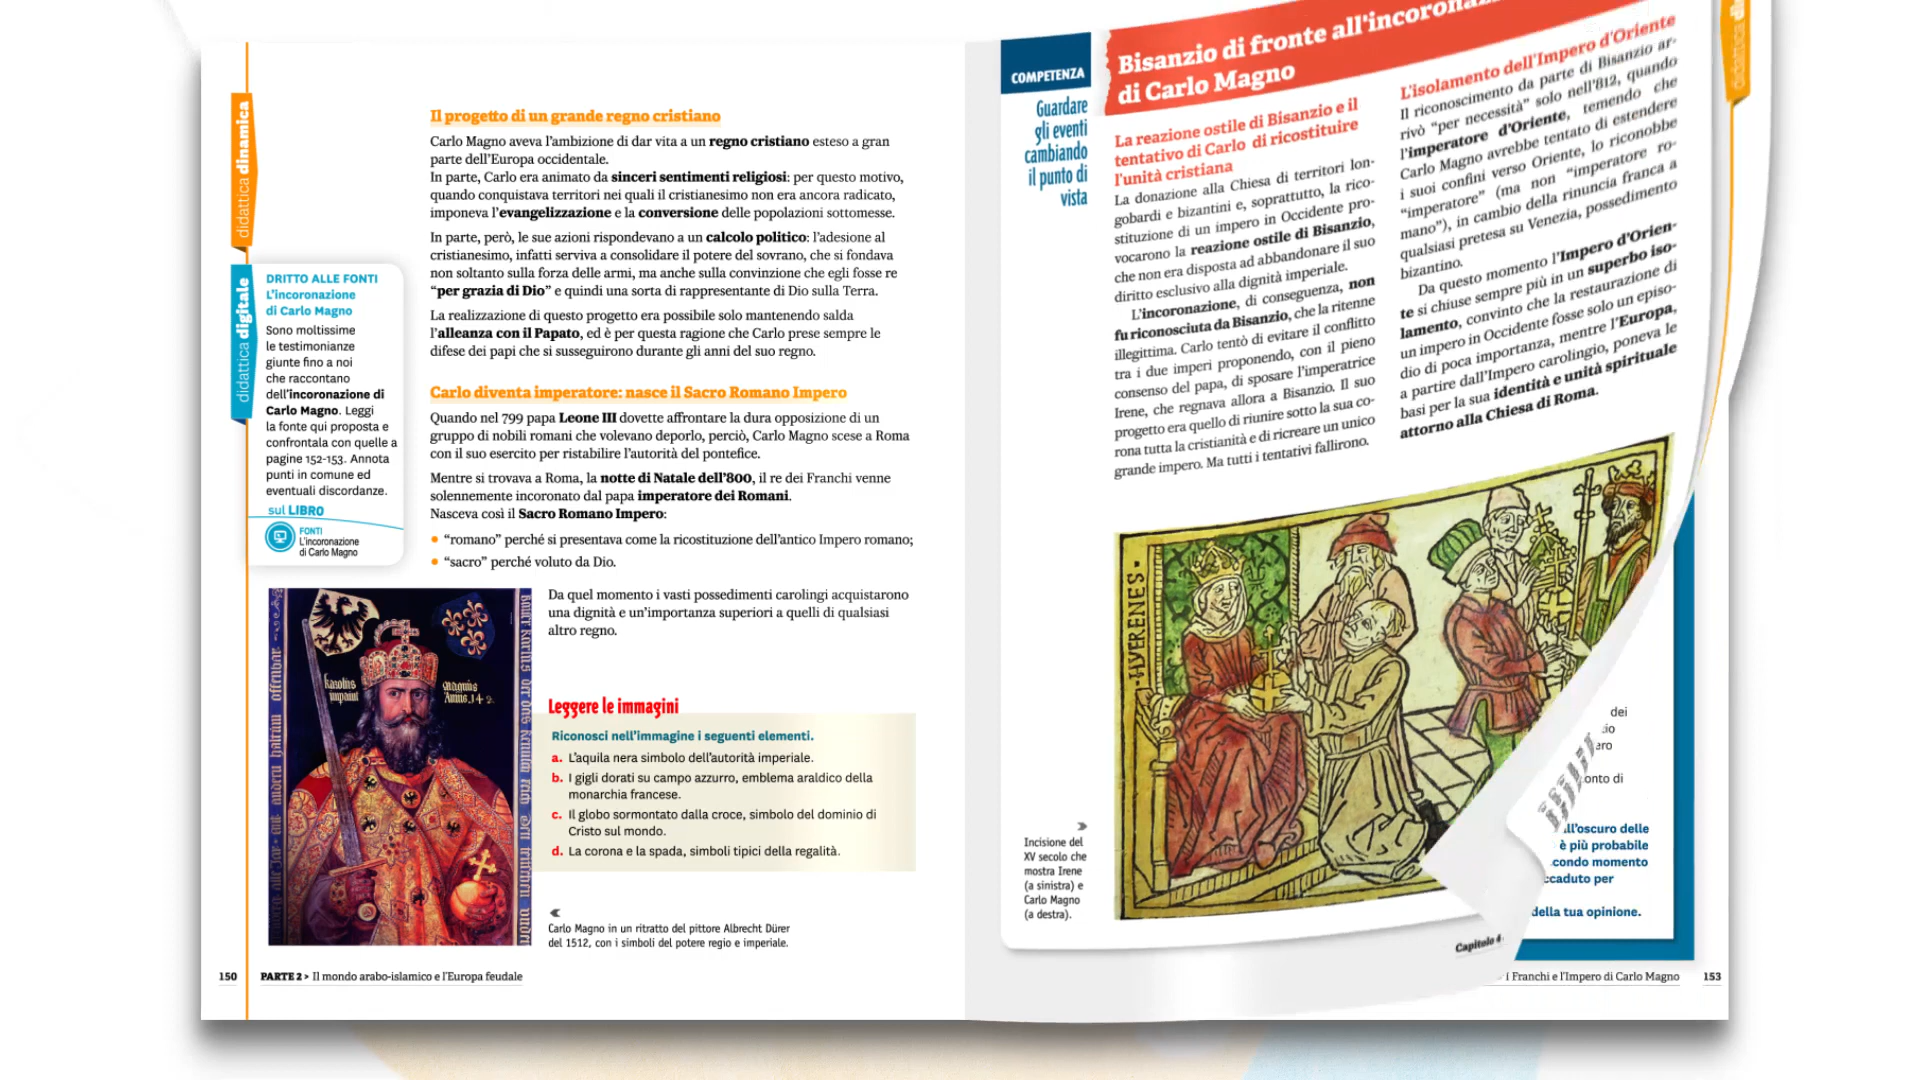 didattica dinamica
Il progetto di un grande regno cristiano
Carlo Magno aveva l'ambizione di dar vita a un regno cristiano esteso a gran
parte dell'Europa occidentale.
In parte, Carlo era animato da sinceri sentimenti religiosi: per questo motivo,
quando conquistava territori nei quali il cristianesimo non era ancora radicato,
imponeva l'evangelizzazione e la conversione delle popolazioni sottomesse.
In parte, però, le sue azioni rispondevano a un calcolo politico: l'adesione al
cristianesimo, infatti serviva a consolidare il potere del sovrano, che si fondava
non soltanto sulla forza delle armi, ma anche sulla convinzione che egli fosse re
“per grazia di Dio” e quindi una sorta di rappresentante di Dio sulla Terra.
La realizzazione di questo progetto era possibile solo mantenendo salda
l'alleanza con il Papato, ed è per questa ragione che Carlo prese sempre le
difese dei papi che si susseguirono durante gli anni del suo regno.
Carlo diventa imperatore: nasce il Sacro Romano Impero
Quando nel 799 papa Leone III dovette affrontare la dura opposizione di un
gruppo di nobili romani che volevano deporlo, perciò, Carlo Magno scese a Roma
con il suo esercito per ristabilire l'autorità del pontefice.
Mentre si trovava a Roma, la notte di Natale dell'800, il re dei Franchi venne
solennemente incoronato dal papa imperatore dei Romani.
Nasceva così il Sacro Romano Impero:
• “romano” perché si presentava come la ricostituzione dell'antico Impero romano;
• “sacro” perché voluto da Dio.
Da quel momento i vasti possedimenti carolingi acquistarono
una dignità e un'importanza superiori a quelli di qualsiasi
altro regno.
didattica digitale
DRITTO ALLE FONTI
L'incoronazione
di Carlo Magno
Sono moltissime
le testimonianze
giunte fino a noi
che raccontano
dell'incoronazione di
Carlo Magno. Leggi
la fonte qui proposta e
confrontala con quelle a
pagine 152-153. Annota
punti in comune ed
eventuali discordanze.
sul LIBRO
FONTI
L'incoronazione
di Carlo Magno
karolus
magnus
Leggere le immagini
Riconosci nell'immagine i seguenti elementi.
a. L'aquila nera simbolo dell'autorità imperiale.
b. I gigli dorati su campo azzurro, emblema araldico della
monarchia francese.
c. Il globo sormontato dalla croce, simbolo del dominio di
Cristo sul mondo.
d. La corona e la spada, simboli tipici della regalità.
Carlo Magno in un ritratto del pittore Albrecht Dürer
del 1512, con i simboli del potere regio e imperiale.
150 PARTE 2 > Il mondo arabo-islamico e l'Europa feudale
COMPETENZA
Guardare
gli eventi
cambiando
il punto di
vista
Bisanzio di fronte all'incorona
di Carlo Magno
La reazione ostile di Bisanzio e il
tentativo di Carlo di ricostituire
l'unità cristiana
La donazione alla Chiesa di territori lon-
gobardi e bizantini e, soprattutto, la rico-
stituzione di un impero in Occidente pro-
vocarono la reazione ostile di Bisanzio,
che non era disposta ad abbandonare il suo
diritto esclusivo alla dignità imperiale.
L'incoronazione, di conseguenza, non
fu riconosciuta da Bisanzio, che la ritenne
illegittima. Carlo tentò di evitare il conflitto
tra i due imperi proponendo, con il pieno
consenso del papa, di sposare l'imperatrice
Irene, che regnava allora a Bisanzio. Il suo
progetto era quello di riunire sotto la sua co-
rona tutta la cristianità e di ricreare un unico
grande impero. Ma tutti i tentativi fallirono.
L'isolamento dell'Impero d'Oriente
Il riconoscimento da parte di Bisanzio ar-
rivò “per necessità” solo nell'812, quando
l'imperatore d'Oriente, temendo che
Carlo Magno avrebbe tentato di estendere
i suoi confini verso Oriente, lo riconobbe
“imperatore” (ma non “imperatore ro-
mano”), in cambio della rinuncia franca a
qualsiasi pretesa su Venezia, possedimento
bizantino.
Da questo momento l'Impero d'Orien-
te si chiuse sempre più in un superbo iso-
lamento, convinto che la restaurazione di
un impero in Occidente fosse solo un episo-
dio di poca importanza, mentre l'Europa,
a partire dall'Impero carolingio, poneva le
basi per la sua identità e unità spirituale
attorno alla Chiesa di Roma.
HYERENES
Incisione del
XV secolo che
mostra Irene
(a sinistra) e
Carlo Magno
(a destra).
Capitolo 4
dei
ero
onto di
ll'oscuro delle
è più probabile
condo momento
ccaduto per
della tua opinione.
I Franchi e l'Impero di Carlo Magno 153